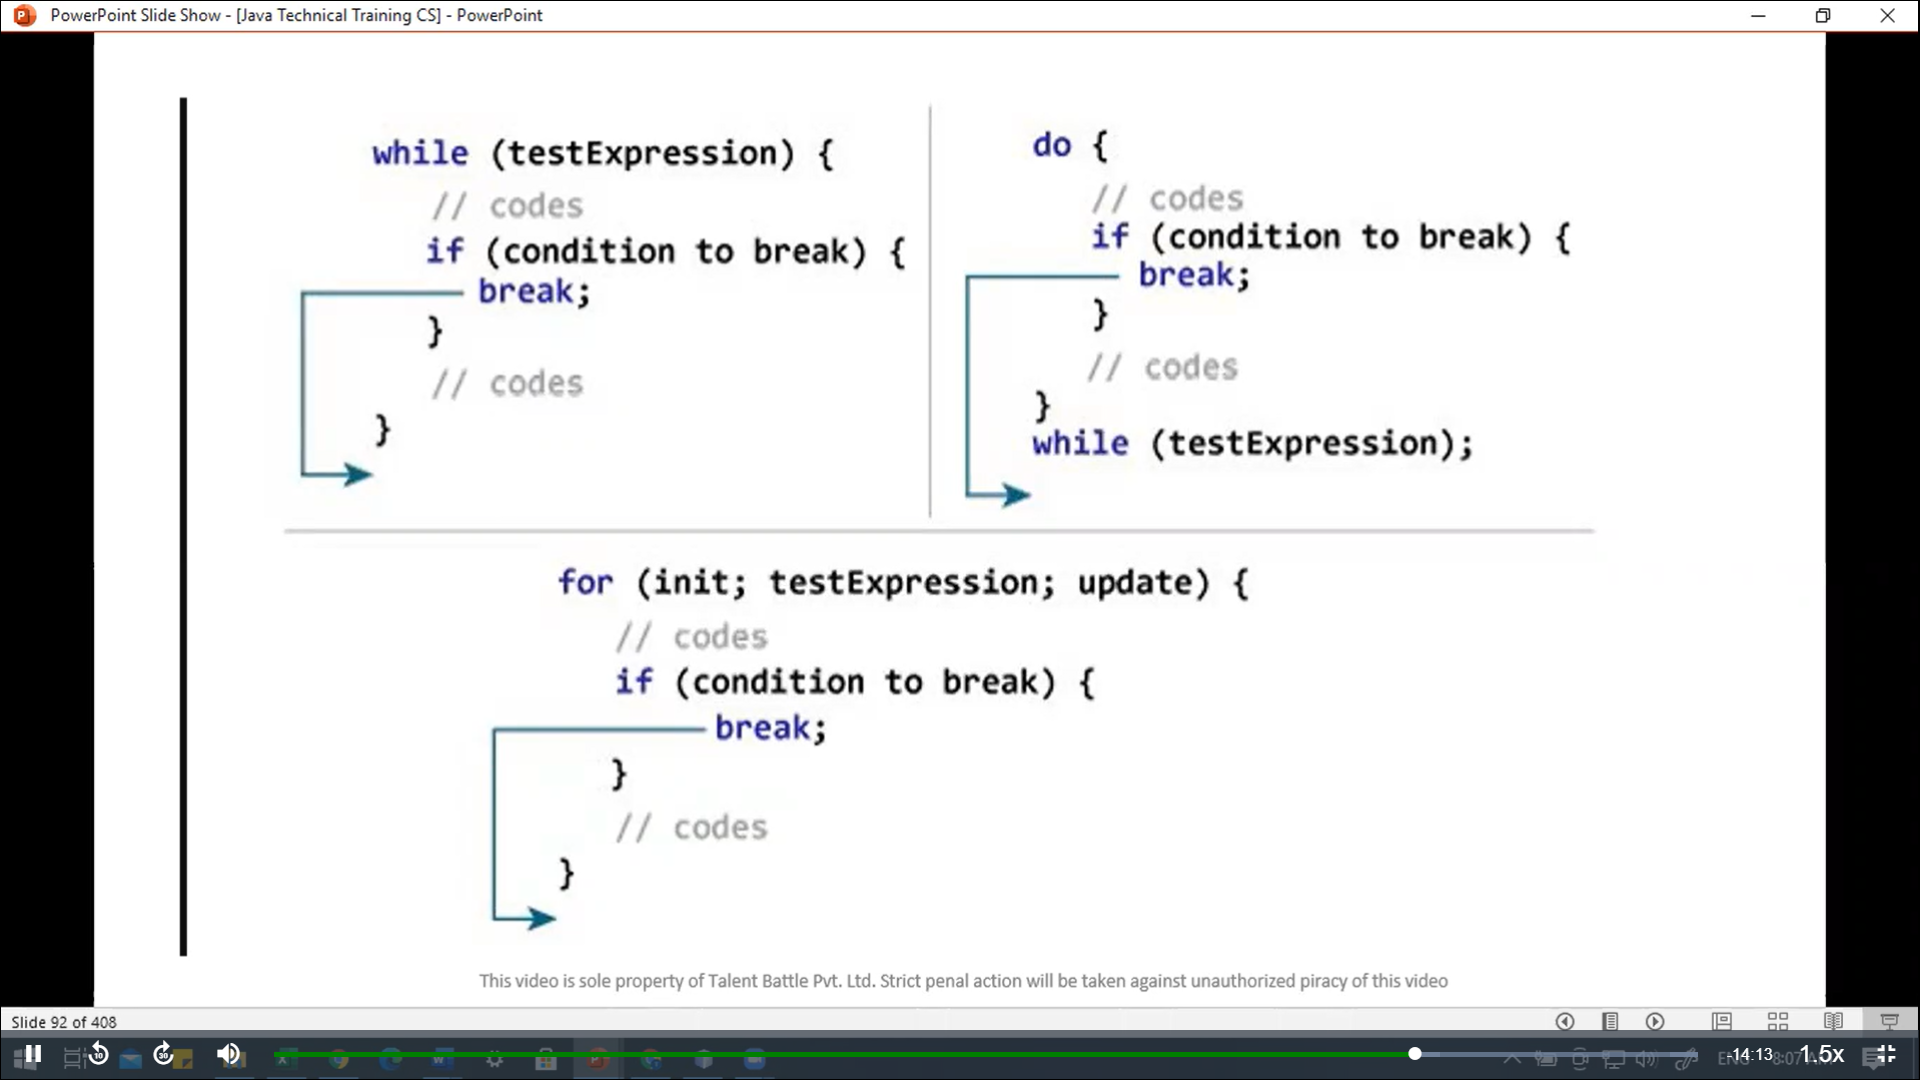 PowerPoint Slide Show - [Java Technical Training CS] - PowerPoint
while (testExpression) {
// codes
if (condition to break) {
break;
}
// codes
}
do {
// codes
if (condition to break) {
break;
}
// codes
}
while (testExpression);
for (init; testExpression; update) {
// codes
if (condition to break) {
break;
}
// codes
}
This video is sole property of Talent Battle Pvt. Ltd. Strict penal action will be taken against unauthorized piracy of this video
Slide 92 of 408
10
30
-14:13
1.5x